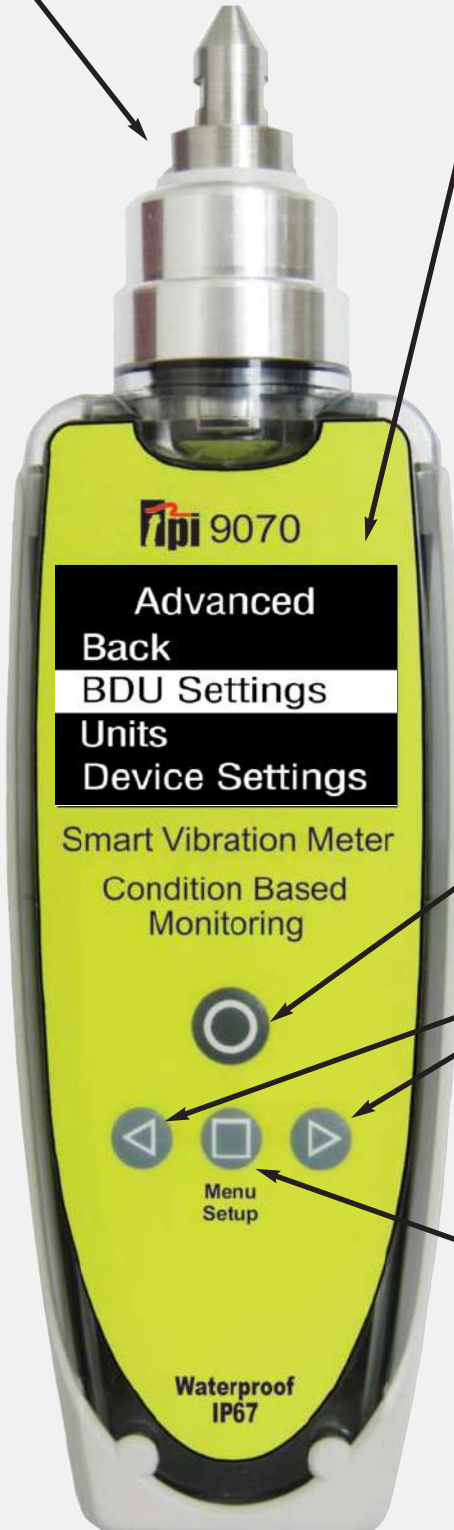 tpi 9070
Advanced
Back
BDU Settings
Units
Device Settings
Smart Vibration Meter
Condition Based
Monitoring
Menu
Setup
Waterproof
IP67